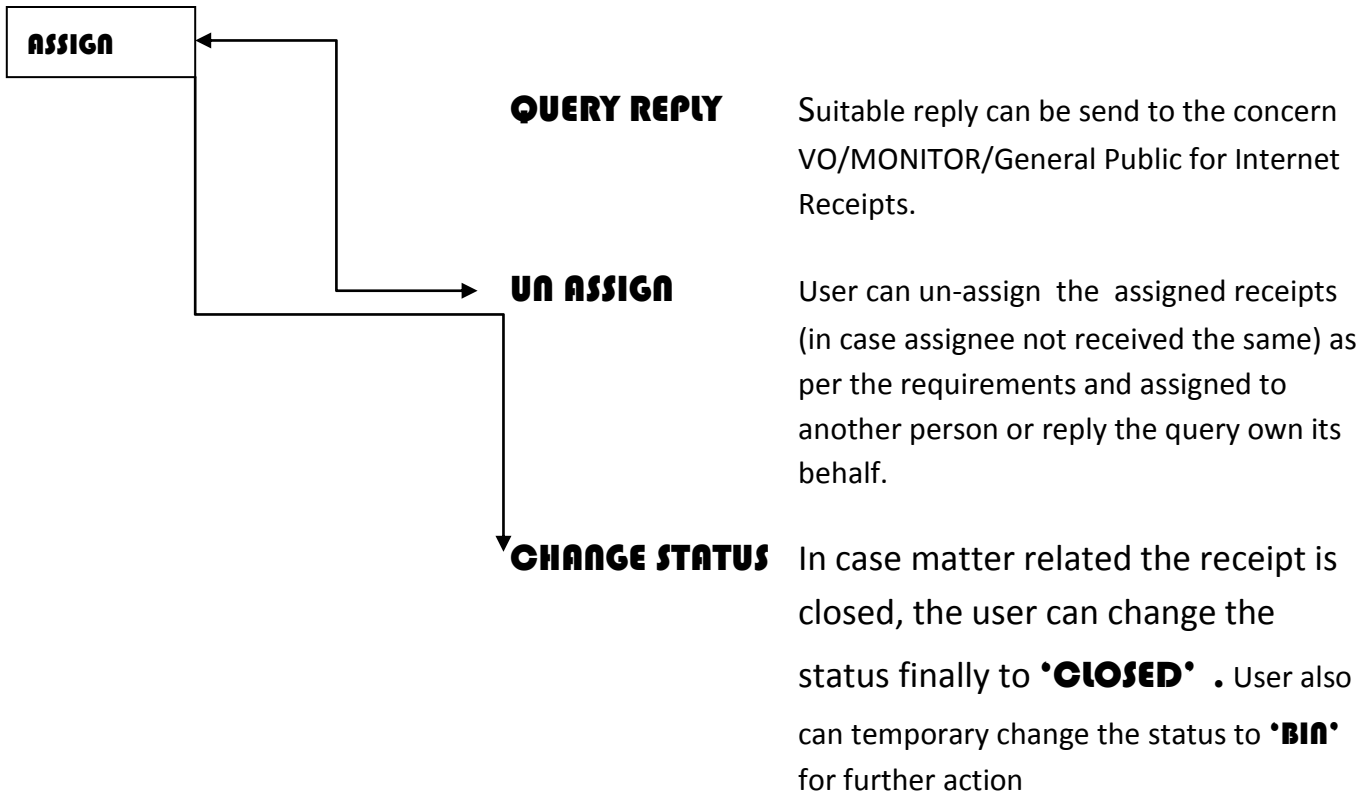 ASSIGN
QUERY REPLY Suitable reply can be send to the concern
VO/MONITOR/General Public for Internet
Receipts.
UN ASSIGN User can un-assign the assigned receipts
(in case assignee not received the same) as
per the requirements and assigned to
another person or reply the query own its
behalf.
CHANGE STATUS In case matter related the receipt is
closed, the user can change the
status finally to ‘CLOSED’ . User also
can temporary change the status to ‘BIN’
for further action